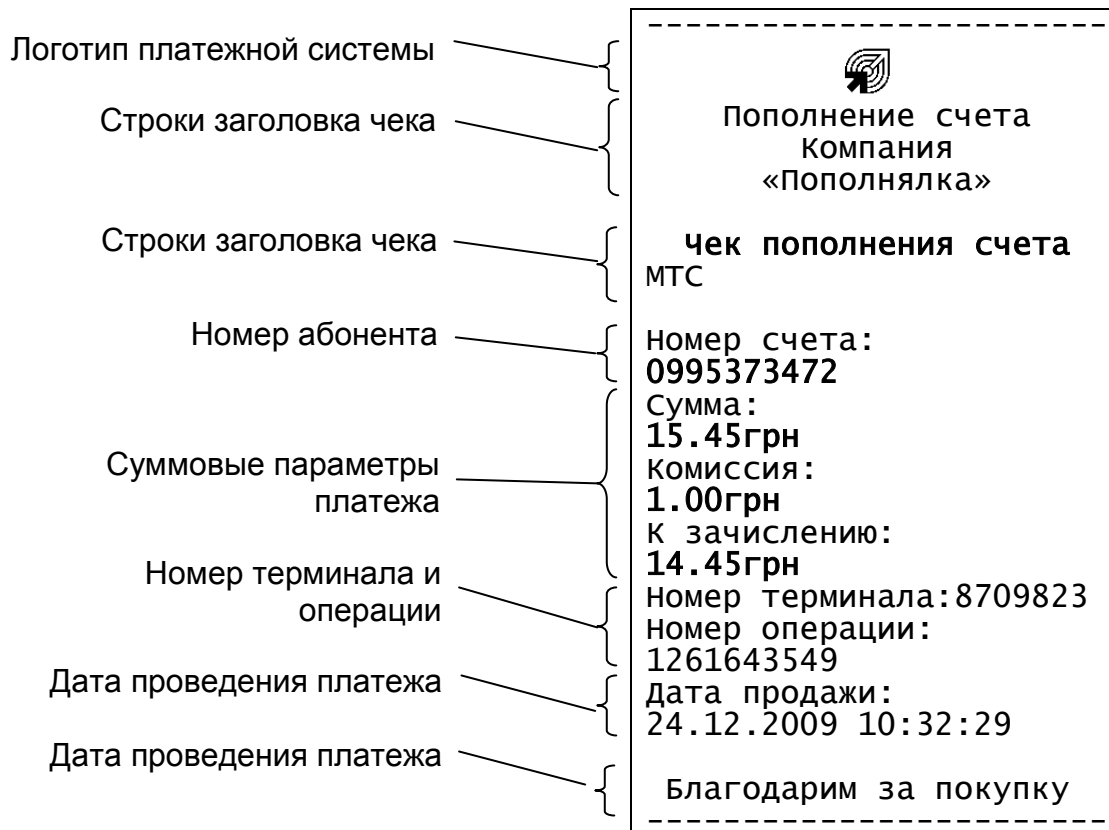 Логотип платежной системы
Строки заголовка чека
Строки заголовка чека
Номер абонента
Суммовые параметры
платежа
Номер терминала и
операции
Дата проведения платежа
Дата проведения платежа
--------------------------
Пополнение счета
Компания
«Пополнялка»
Чек пополнения счета
МТС
Номер счета:
0995373472
Сумма:
15.45грн
Комиссия:
1.00грн
К зачислению:
14.45грн
Номер терминала:8709823
Номер операции:
1261643549
Дата продажи:
24.12.2009 10:32:29
Благодарим за покупку
--------------------------